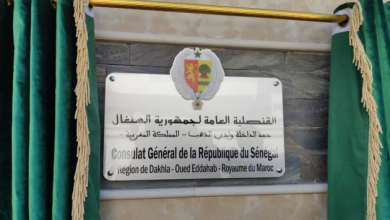 القنصلية العامة لجمهورية السنغال
جهة الداخلة وادي الذهب - المملكة المغربية
Consulat Général de la République du Sénégal
Région de Dakhla - Oued Eddahab - Royaume du Maroc